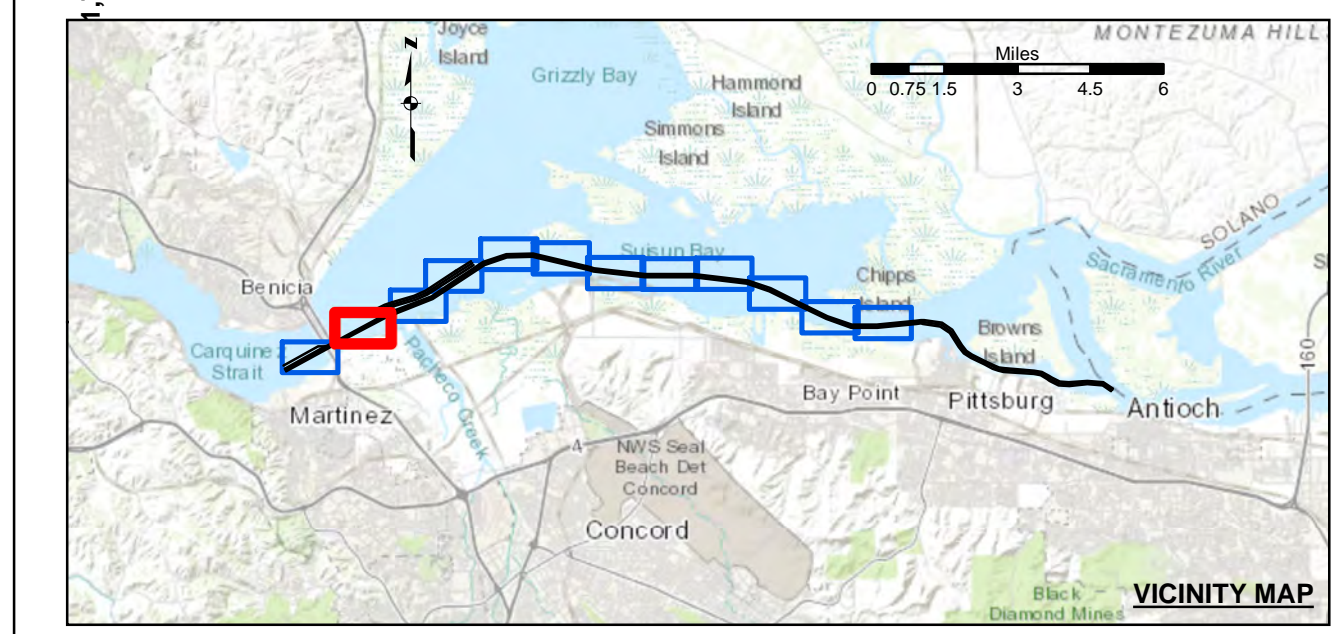 Joyce
Island
N
Grizzly Bay
Hammond
Island
Simmons
Island
Miles
0 0.75 1.5 3 4.5 6
MONTEZUMA HILL
SOLANO
Sacramento River
Suisun Bay
Chipps
Island
Benicia
Browns
Island
160
Carquinez
Strait
Pacheco Creek
Martinez
Bay Point
Pittsburg
Antioch
4
NWS Seal
Beach Det
Concord
Concord
Black
Diamond Mines
VICINITY MAP